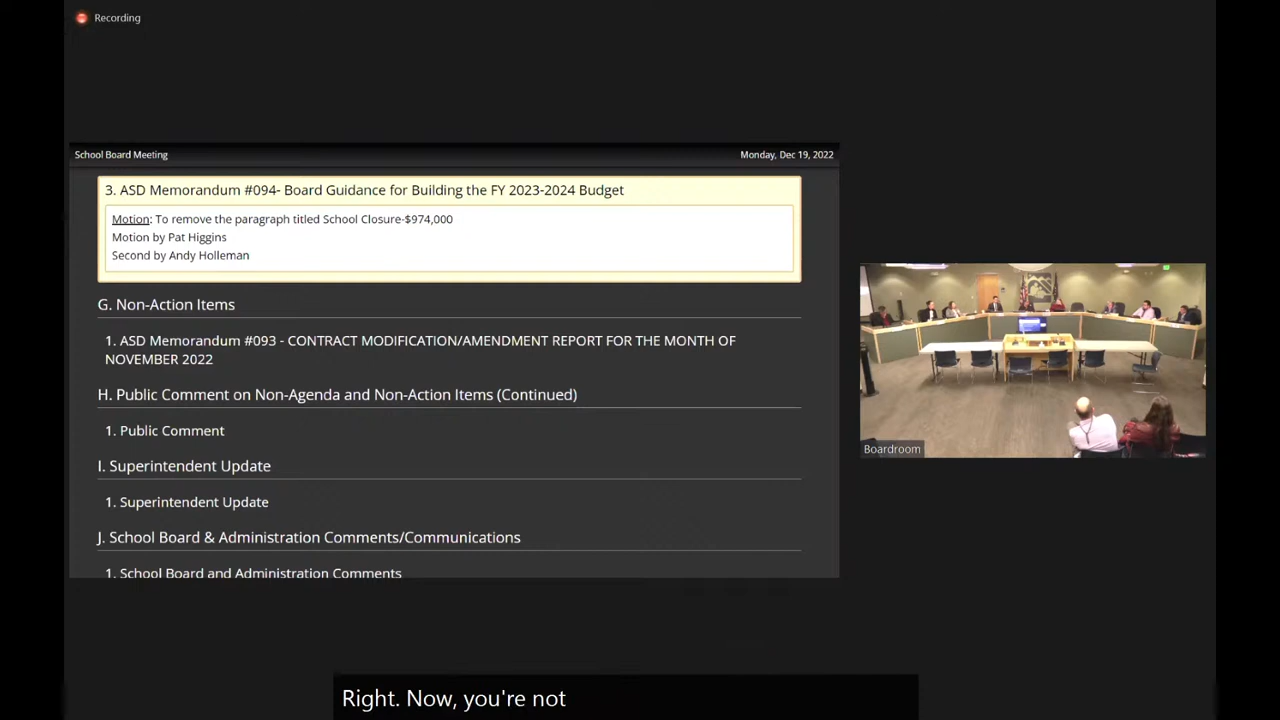 Recording
School Board Meeting
Monday, Dec 19, 2022
3. ASD Memorandum #094- Board Guidance for Building the FY 2023-2024 Budget
Motion: To remove the paragraph titled School Closure-$974,000
Motion by Pat Higgins
Second by Andy Holleman
G. Non-Action Items
1. ASD Memorandum #093 - CONTRACT MODIFICATION/AMENDMENT REPORT FOR THE MONTH OF
NOVEMBER 2022
H. Public Comment on Non-Agenda and Non-Action Items (Continued)
1. Public Comment
I. Superintendent Update
1. Superintendent Update
J. School Board & Administration Comments/Communications
1. School Board and Administration Comments
Boardroom
Right. Now, you're not